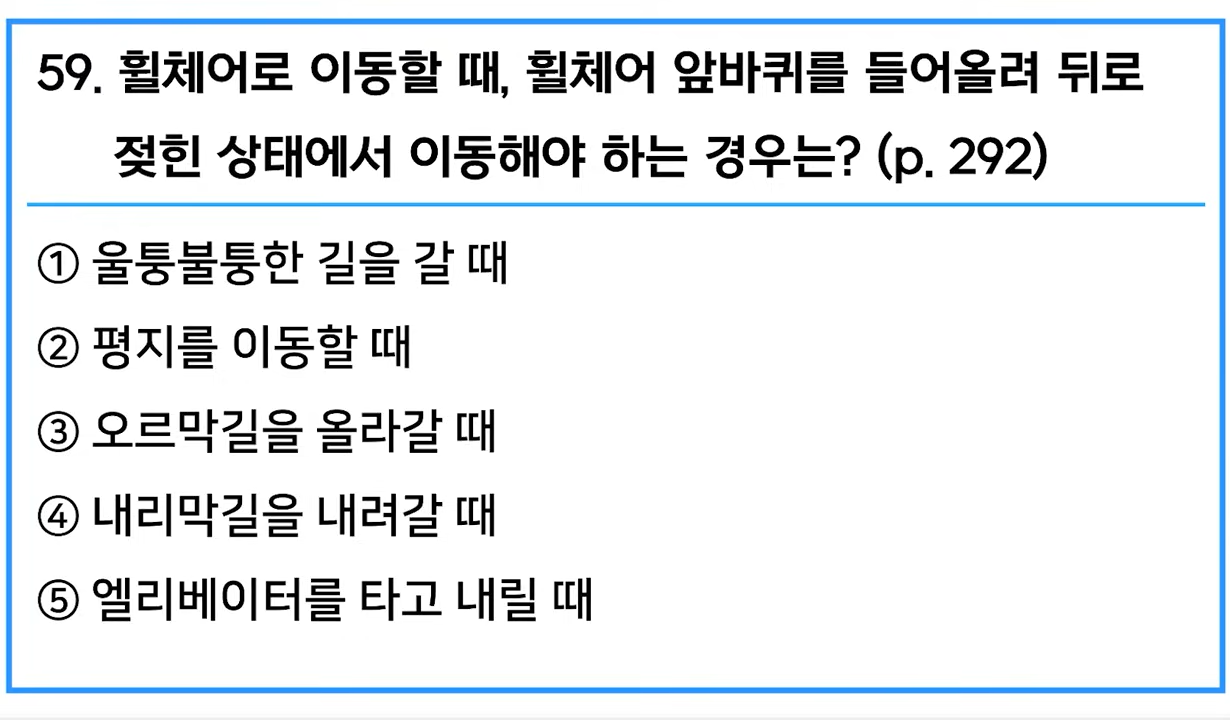 59. 휠체어로 이동할 때, 휠체어 앞바퀴를 들어올려 뒤로
젖힌 상태에서 이동해야 하는 경우는? (p. 292)
① 울퉁불퉁한 길을 갈 때
② 평지를 이동할 때
③ 오르막길을 올라갈 때
④ 내리막길을 내려갈 때
⑤ 엘리베이터를 타고 내릴 때